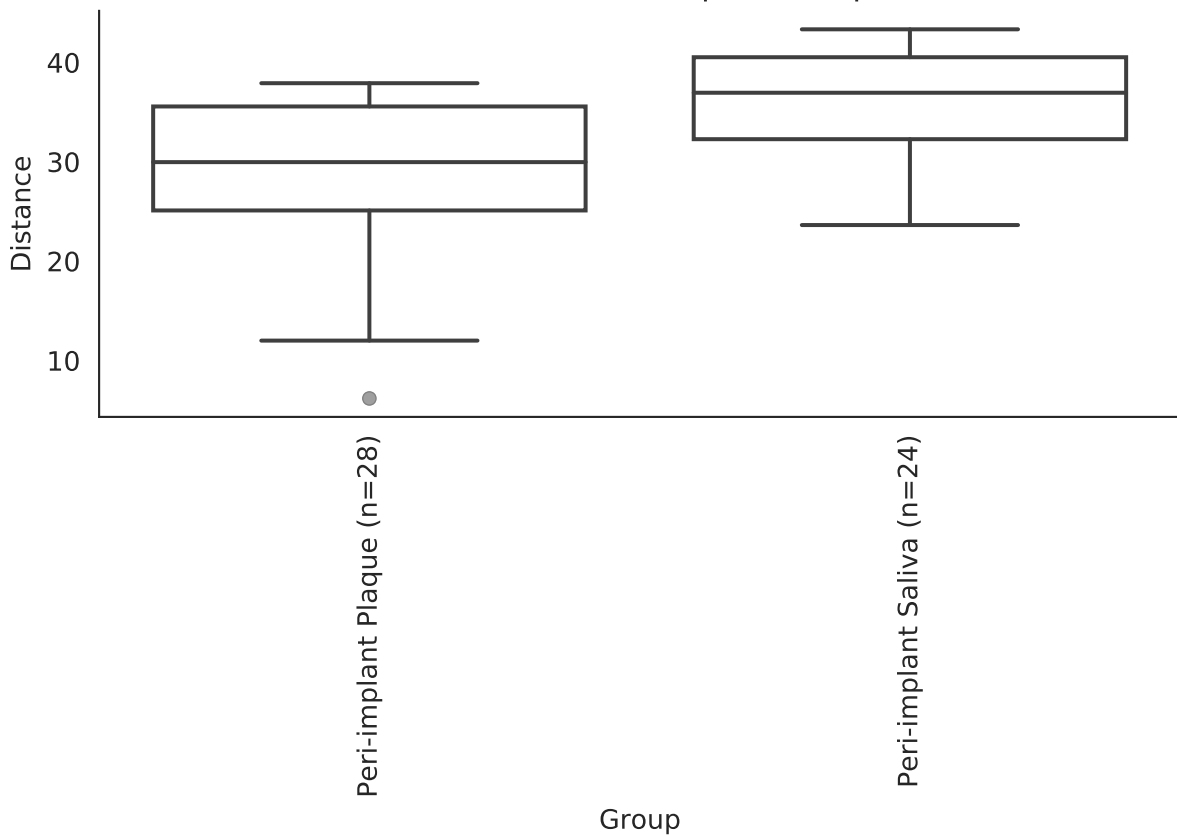 40
30
20
10
Distance
Peri-implant Plaque (n=28)
Peri-implant Saliva (n=24)
Group